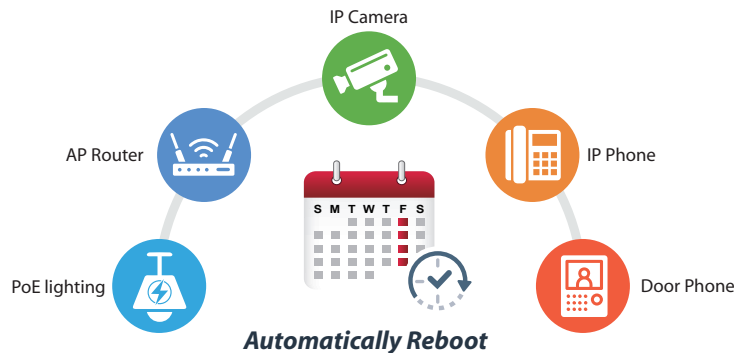 IP Camera
AP Router
IP Phone
S M T W T F S
PoE lighting
Door Phone
Automatically Reboot